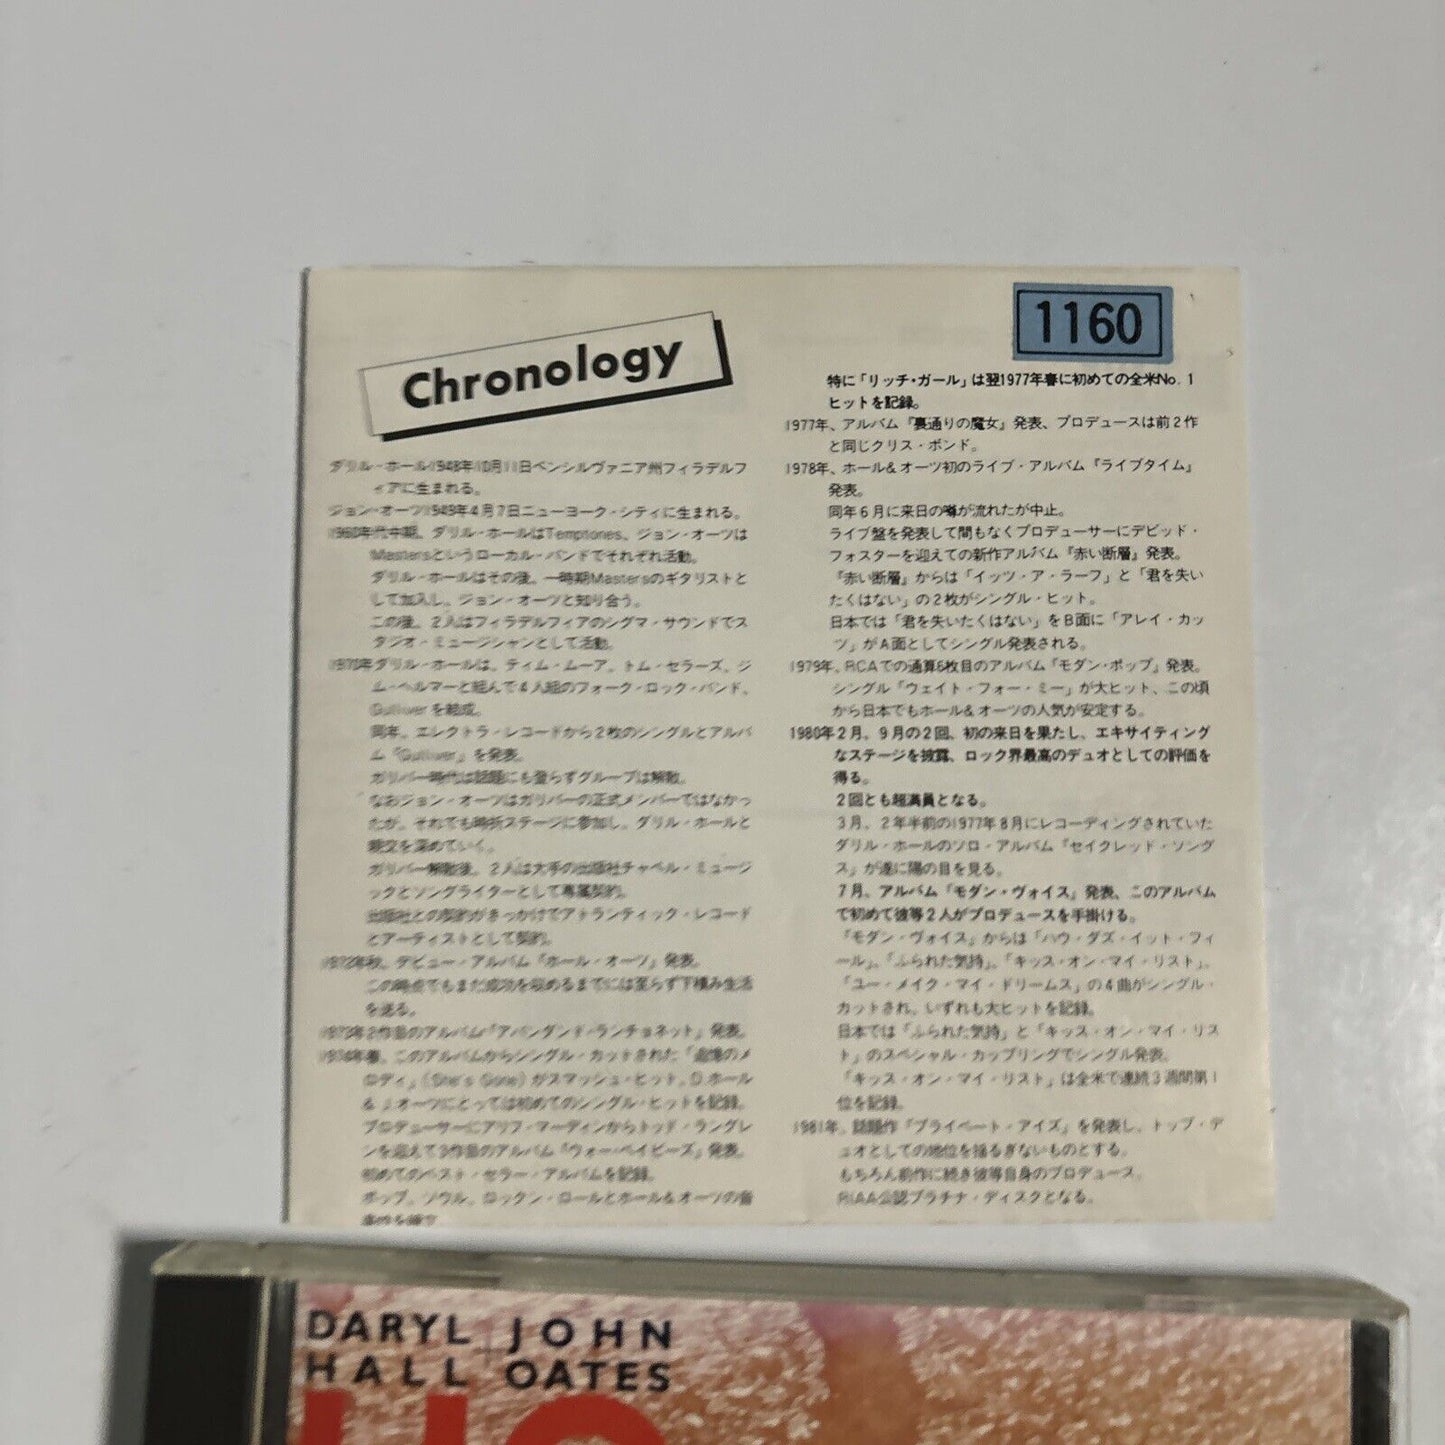 Chronology
ダリル・ホール1948年10月11日ペンシルヴァニア州フィラデルフ
ィアに生まれる。
ジョン・オーツ1949年4月7日ニューヨーク・シティに生まれる。
1960年代中期、ダリル・ホールはTemptones、ジョン・オーツは
Mastersというローカル・バンドでそれぞれ活動。
ダリル・ホールはその後、一時期Mastersのギタリストと
して加入し、ジョン・オーツと知り合う。
この後、2人はフィラデルフィアのシグマ・サウンドでス
タジオ・ミュージシャンとして活動。
1970年ダリル・ホールは、ティム・ムーア、トム・セラーズ、ジ
ム・ヘルマーと組んで4人組のフォーク・ロック・バンド、
Gulliverを結成。
同年、エレクトラ・レコードから2枚のシングルとアルバ
ム「Gulliver」を発表。
ガリバー時代は話題にも登らずグループは解散。
なおジョン・オーツはガリバーの正式メンバーではなかっ
たが、それでも時折ステージに参加し、ダリル・ホールと
親交を深めていく。
ガリバー解散後、2人は大手の出版社チャペル・ミュージ
ックとソングライターとして専属契約。
出版社との契約がきっかけでアトランティック・レコード
とアーティストとして契約。
1972年秋、デビュー・アルバム「ホール・オーツ」発表。
この時点でもまだ成功を収めるまでには至らず下積み生活
を送る。
1973年2作目のアルバム「アバンダンド・ランチョネット」発表。
1974年春、このアルバムからシングル・カットされた「追憶のメ
ロディ」(She's Gone) がスマッシュ・ヒット、D.ホール
& J.オーツにとっては初めてのシングル・ヒットを記録。
プロデューサーにアリフ・マーディンからトッド・ラングレ
ンを迎えて3作目のアルバム「ウォー・ベイビーズ」発表。
初めてのベスト・セラー・アルバムを記録。
ポップ、ソウル、ロックン・ロールとホール&オーツの音
1160
特に「リッチ・ガール」は翌1977年春に初めての全米No.1
ヒットを記録。
1977年、アルバム『裏通りの魔女』発表、プロデュースは前2作
と同じクリス・ボンド。
1978年、ホール&オーツ初のライブ・アルバム『ライブタイム』
発表。
同年6月に来日の噂が流れたが中止。
ライブ盤を発表して間もなくプロデューサーにデビッド・
フォスターを迎えての新作アルバム『赤い断層』発表。
『赤い断層』からは「イッツ・ア・ラーフ」と「君を失い
たくはない」の2枚がシングル・ヒット。
日本では「君を失いたくはない」をB面に「アレイ・カッ
ツ」がA面としてシングル発表される。
1979年、RCAでの通算6枚目のアルバム『モダン・ポップ』発表。
シングル「ウェイト・フォー・ミー」が大ヒット、この頃
から日本でもホール&オーツの人気が安定する。
1980年2月、9月の2回、初の来日を果たし、エキサイティング
なステージを披露、ロック界最高のデュオとしての評価を
得る。
2回とも超満員となる。
3月、2年半前の1977年8月にレコーディングされていた
ダリル・ホールのソロ・アルバム『セイクレッド・ソング
ス』が遂に陽の目を見る。
7月、アルバム『モダン・ヴォイス』発表、このアルバム
で初めて彼等2人がプロデュースを手掛ける。
『モダン・ヴォイス』からは「ハウ・ダズ・イット・フィ
ール」、「ふられた気持」、「キッス・オン・マイ・リスト」、
「ユー・メイク・マイ・ドリームス」の4曲がシングル・
カットされ、いずれも大ヒットを記録。
日本では「ふられた気持」と「キッス・オン・マイ・リス
ト」のスペシャル・カップリングでシングル発表。
「キッス・オン・マイ・リスト」は全米で連続3週間第1
位を記録。
1981年、話題作『プライベート・アイズ』を発表し、トップ・デ
ュオとしての地位を揺るぎないものとする。
もちろん前作に続き彼等自身のプロデュース。
RIAA公認プラチナ・ディスクとなる。
DARYL JOHN
HALL + OATES